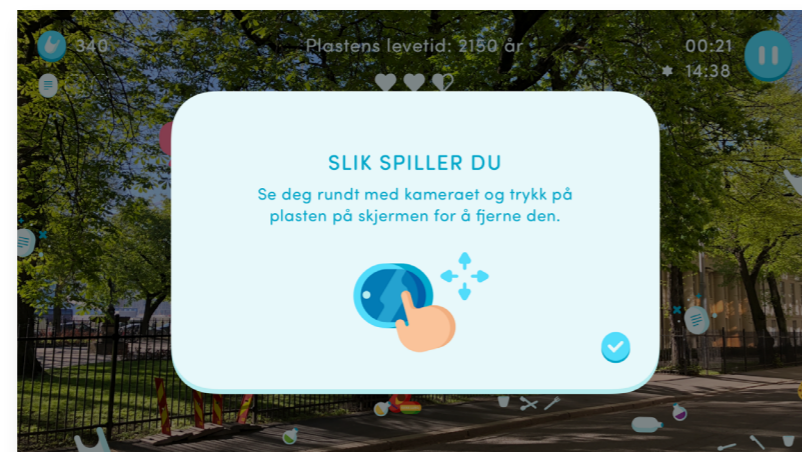 340
Plastens levetid: 2150 år
00:21
14:38
SLIK SPILLER DU
Se deg rundt med kameraet og trykk på
plasten på skjermen for å fjerne den.